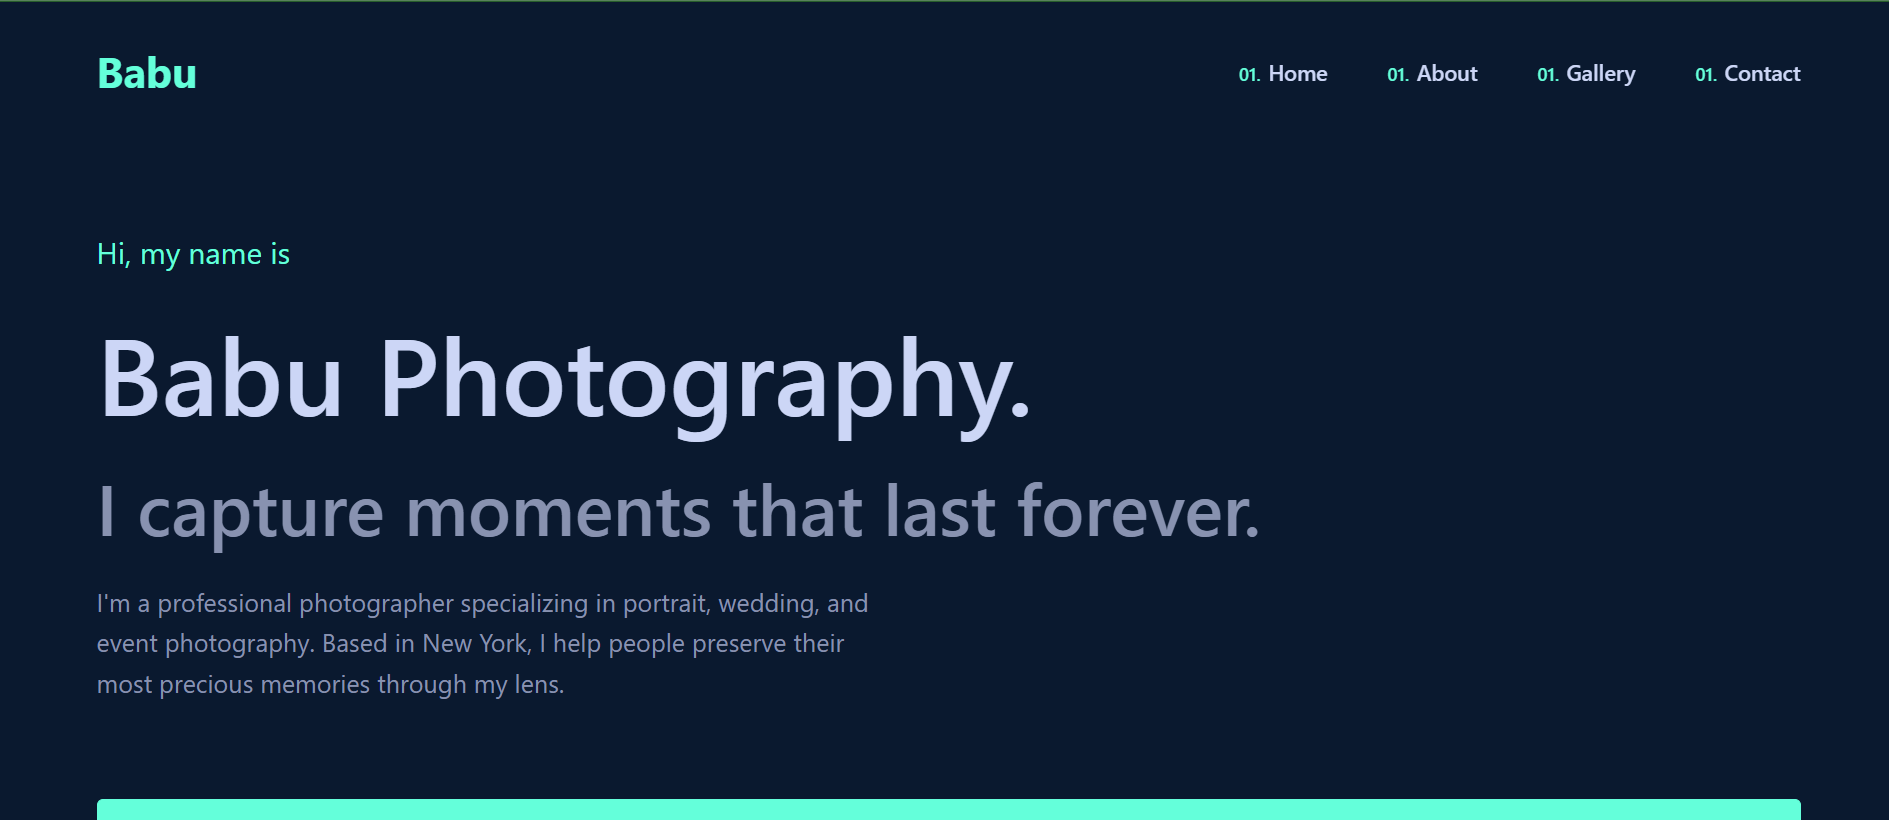 Babu
01. Home
01. About
01. Gallery
01. Contact
Hi, my name is
Babu Photography.
I capture moments that last forever.
I'm a professional photographer specializing in portrait, wedding, and
event photography. Based in New York, I help people preserve their
most precious memories through my lens.